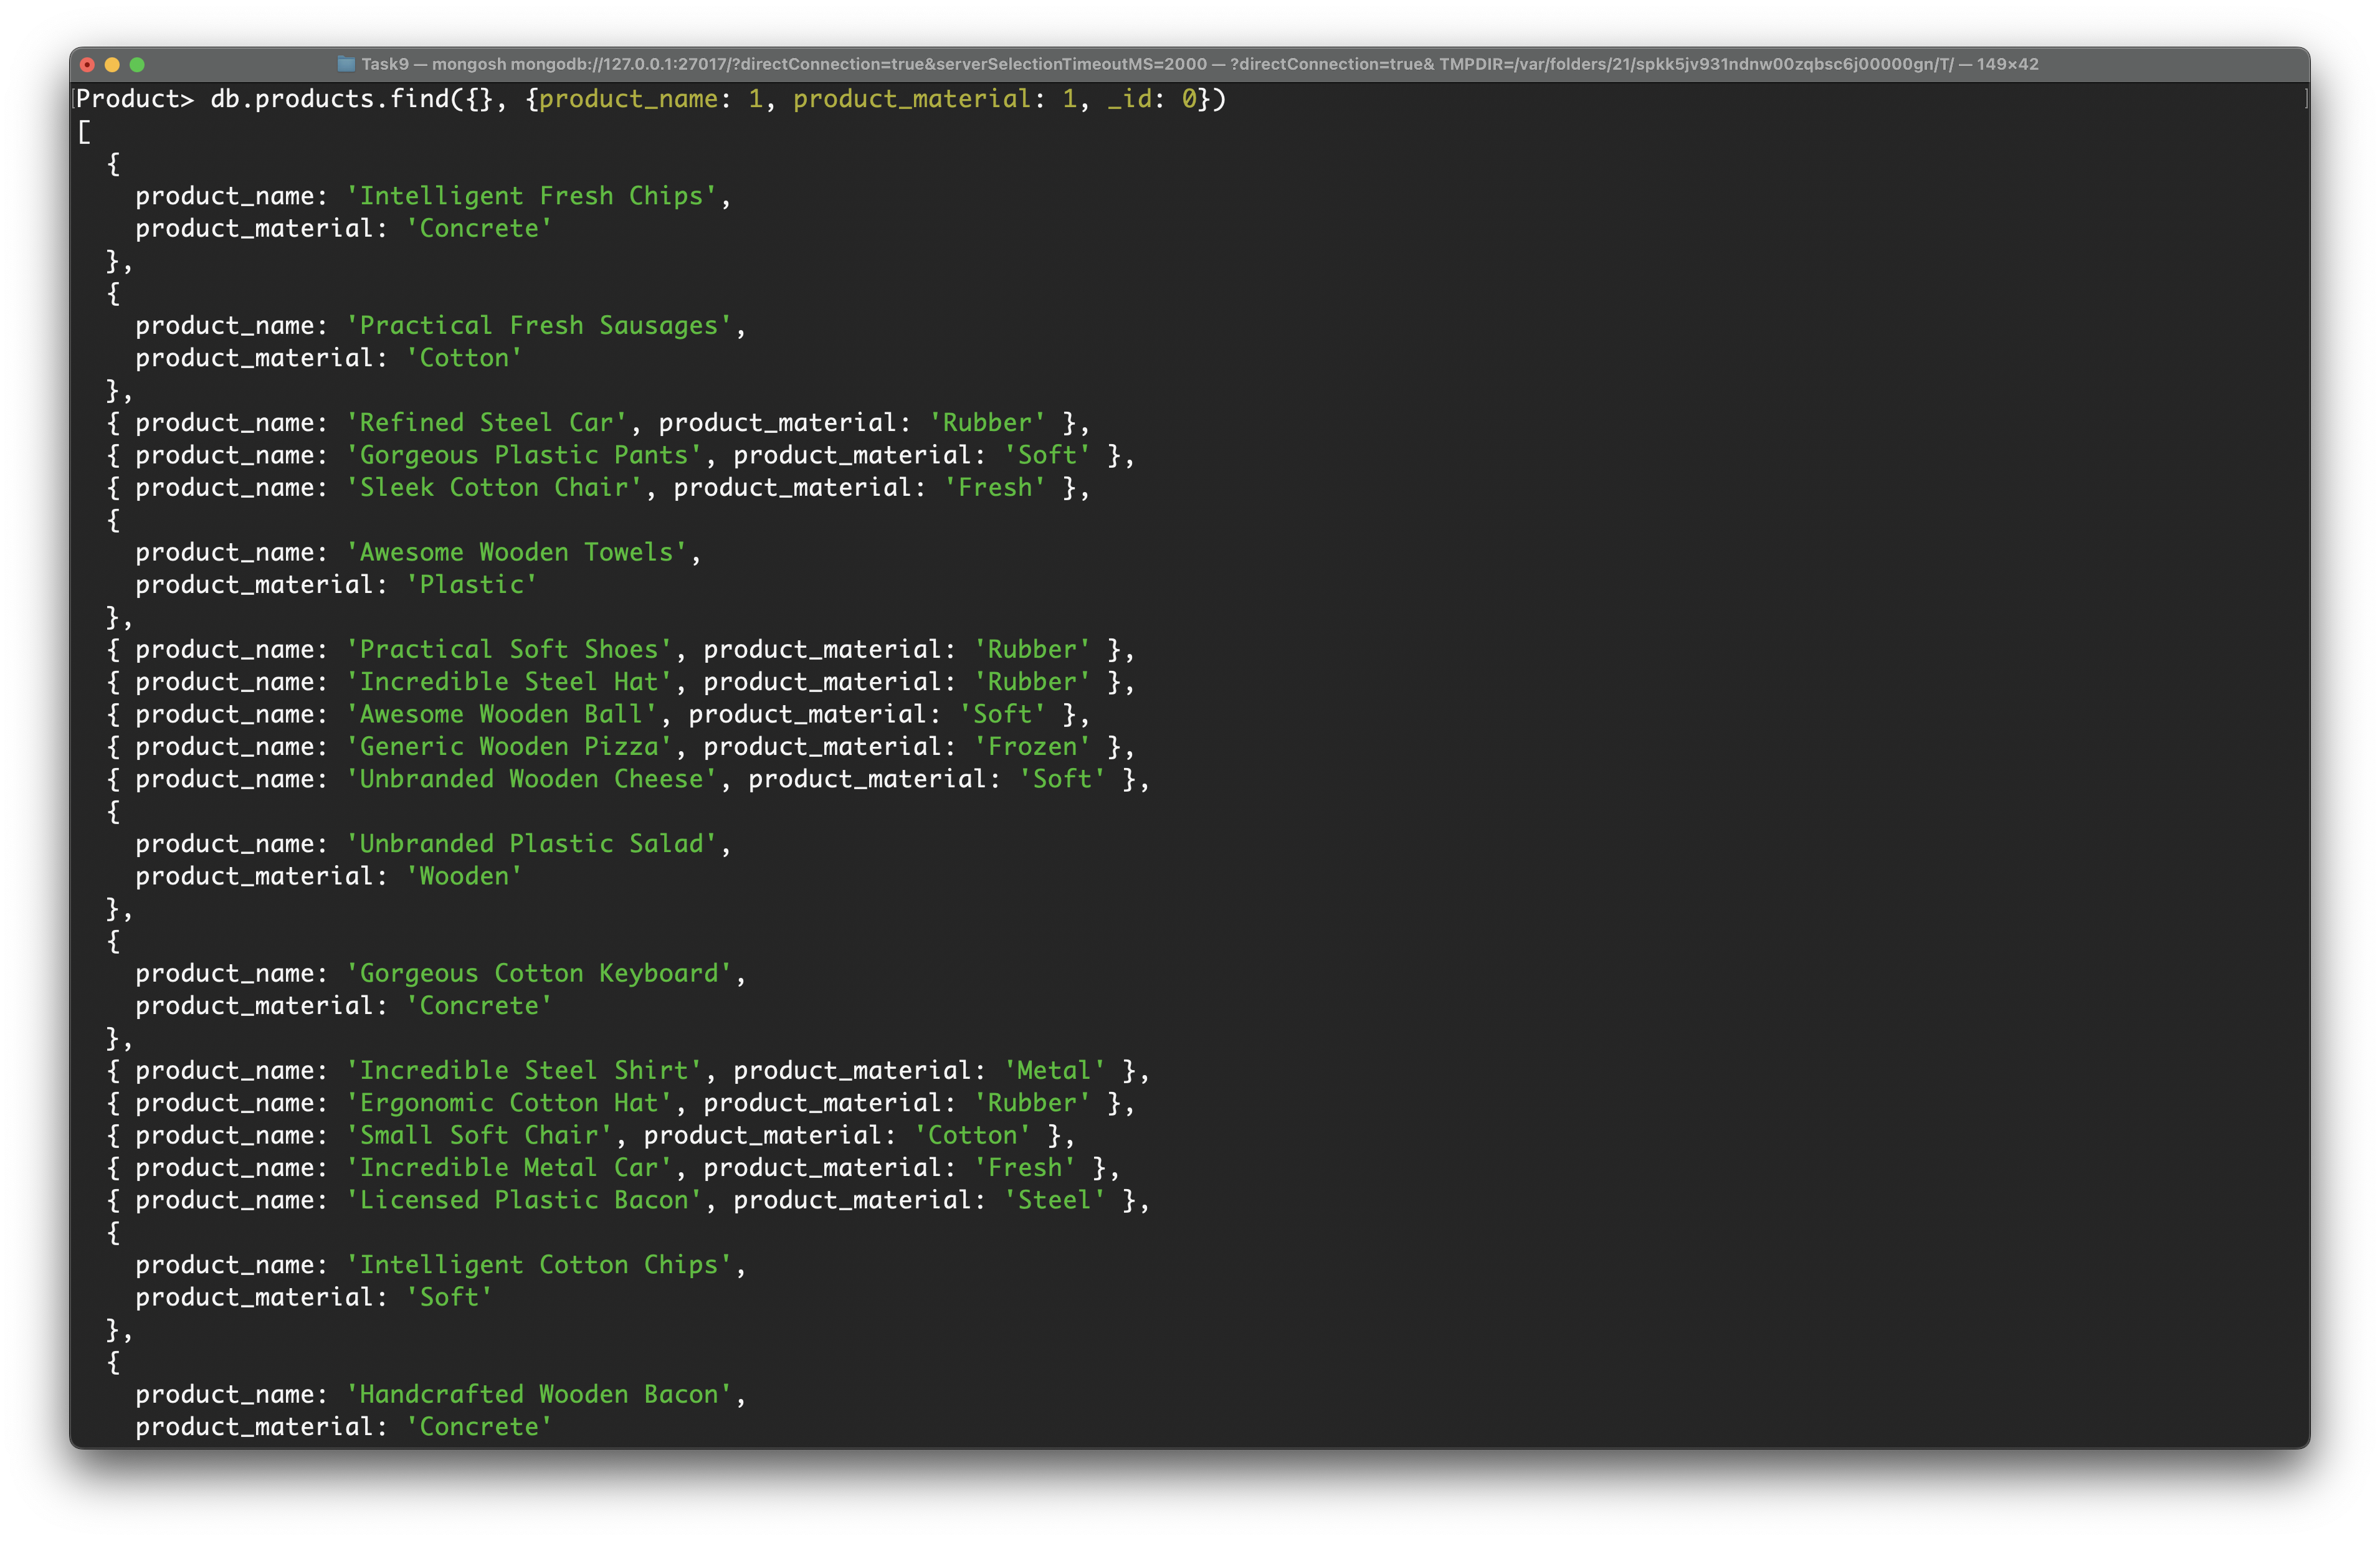 Task9 — mongosh mongodb://127.0.0.1:27017/?directConnection=true&serverSelectionTimeoutMS=2000 — ?directConnection=true& TMPDIR=/var/folders/21/spkk5jv931ndnw00zqbsc6j00000gn/T/ — 149×42
Product> db.products.find({}, {product_name: 1, product_material: 1, _id: 0})
[
  {
    product_name: 'Intelligent Fresh Chips',
    product_material: 'Concrete'
  },
  {
    product_name: 'Practical Fresh Sausages',
    product_material: 'Cotton'
  },
  { product_name: 'Refined Steel Car', product_material: 'Rubber' },
  { product_name: 'Gorgeous Plastic Pants', product_material: 'Soft' },
  { product_name: 'Sleek Cotton Chair', product_material: 'Fresh' },
  {
    product_name: 'Awesome Wooden Towels',
    product_material: 'Plastic'
  },
  { product_name: 'Practical Soft Shoes', product_material: 'Rubber' },
  { product_name: 'Incredible Steel Hat', product_material: 'Rubber' },
  { product_name: 'Awesome Wooden Ball', product_material: 'Soft' },
  { product_name: 'Generic Wooden Pizza', product_material: 'Frozen' },
  { product_name: 'Unbranded Wooden Cheese', product_material: 'Soft' },
  {
    product_name: 'Unbranded Plastic Salad',
    product_material: 'Wooden'
  },
  {
    product_name: 'Gorgeous Cotton Keyboard',
    product_material: 'Concrete'
  },
  { product_name: 'Incredible Steel Shirt', product_material: 'Metal' },
  { product_name: 'Ergonomic Cotton Hat', product_material: 'Rubber' },
  { product_name: 'Small Soft Chair', product_material: 'Cotton' },
  { product_name: 'Incredible Metal Car', product_material: 'Fresh' },
  { product_name: 'Licensed Plastic Bacon', product_material: 'Steel' },
  {
    product_name: 'Intelligent Cotton Chips',
    product_material: 'Soft'
  },
  {
    product_name: 'Handcrafted Wooden Bacon',
    product_material: 'Concrete'